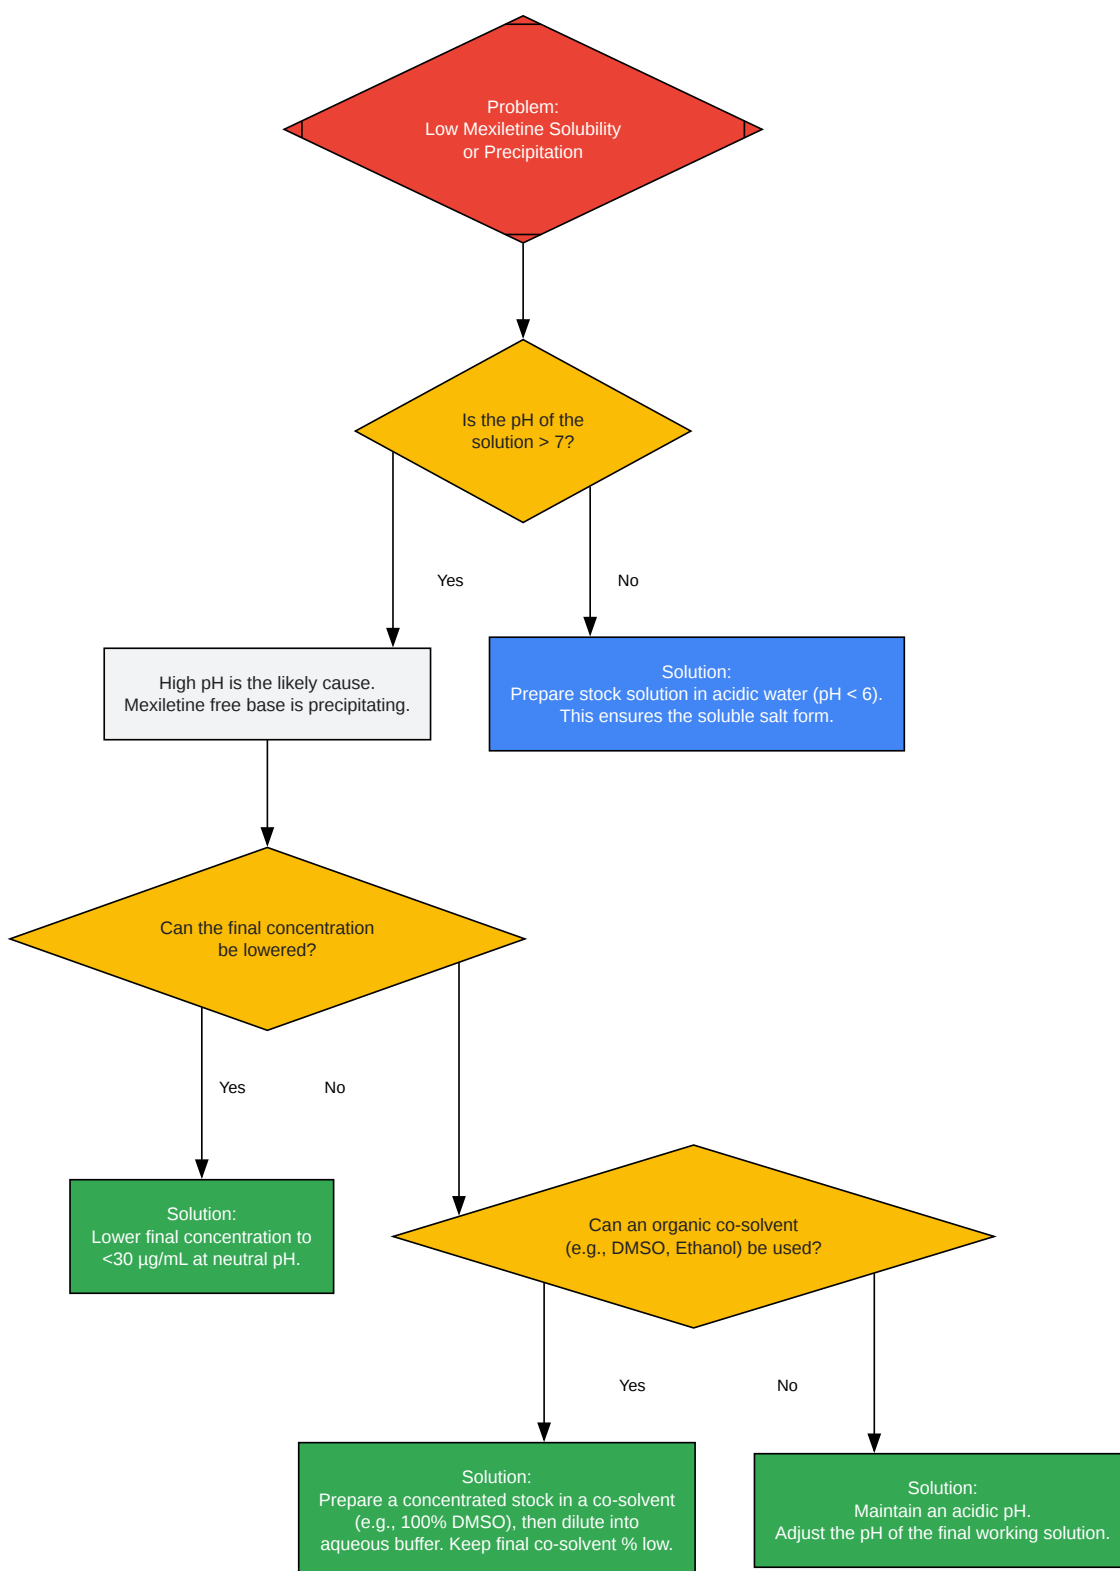 Problem:
Low Mexiletine Solubility
or Precipitation
Is the pH of the
solution > 7?
Yes
No
High pH is the likely cause.
Mexiletine free base is precipitating.
Solution:
Prepare stock solution in acidic water (pH < 6).
This ensures the soluble salt form.
Can the final concentration
be lowered?
Yes
No
Solution:
Lower final concentration to
<30 µg/mL at neutral pH.
Can an organic co-solvent
(e.g., DMSO, Ethanol) be used?
Yes
No
Solution:
Prepare a concentrated stock in a co-solvent
(e.g., 100% DMSO), then dilute into
aqueous buffer. Keep final co-solvent % low.
Solution:
Maintain an acidic pH.
Adjust the pH of the final working solution.